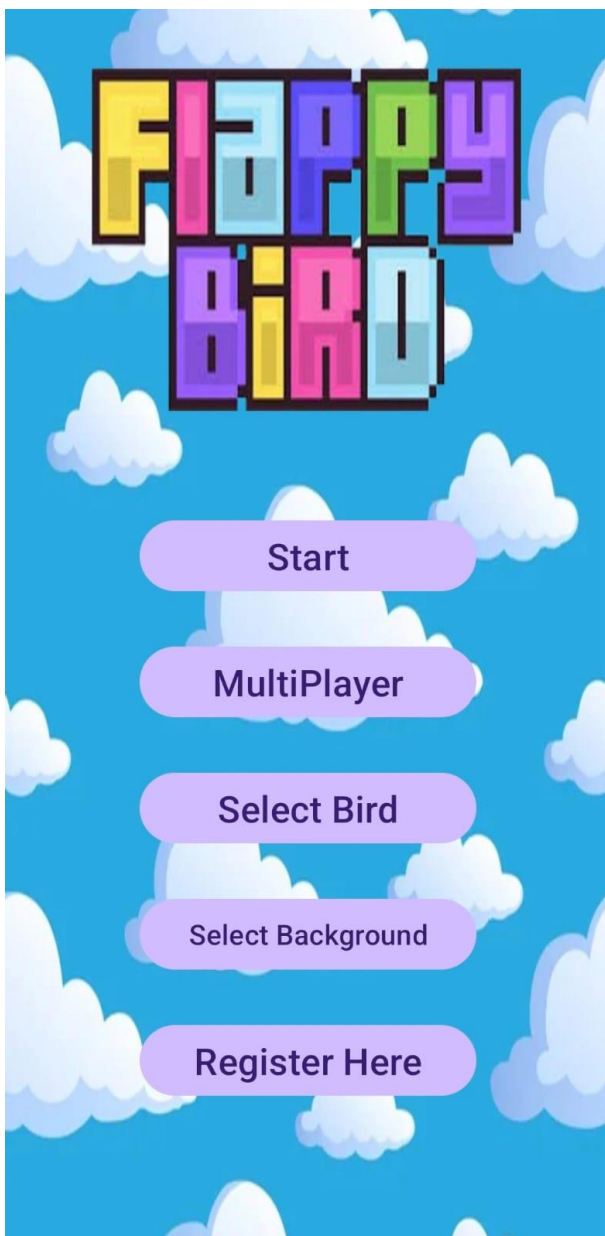 Flappy
BiRD
Start
MultiPlayer
Select Bird
Select Background
Register Here